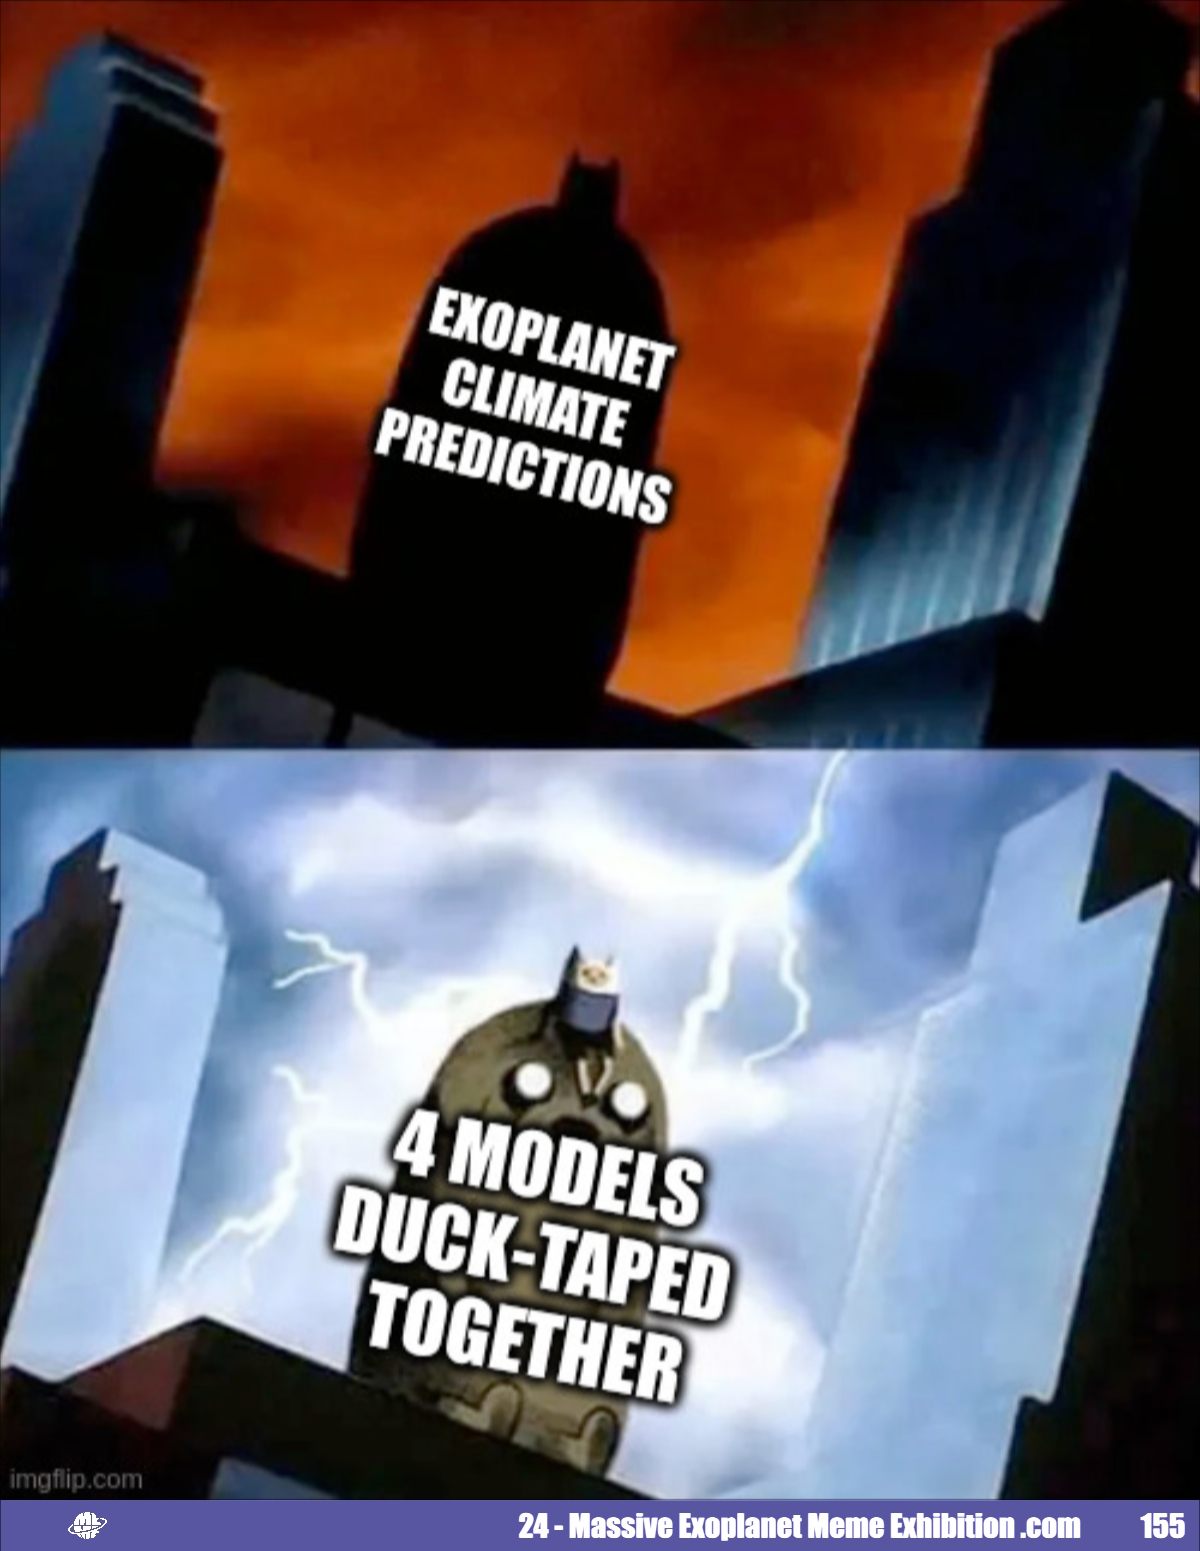 EXOPLANET
CLIMATE
PREDICTIONS
4 MODELS
DUCK-TAPED
TOGETHER
imgflip.com
24 - Massive Exoplanet Meme Exhibition .com 155